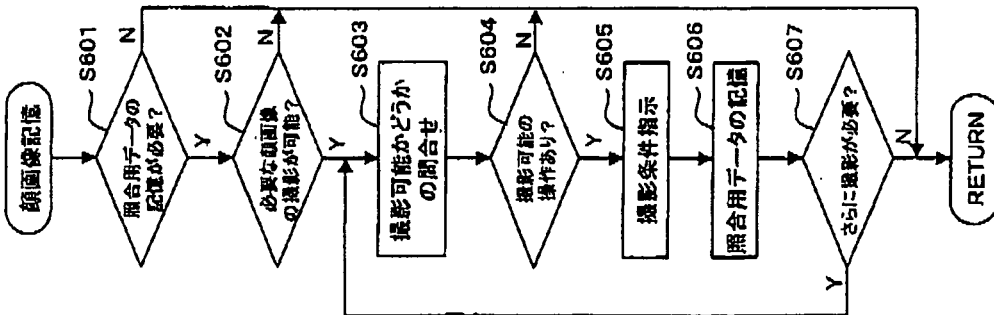 顔画像記憶
S601
照合用データの
記憶が必要?
N
Y
S602
必要な顔画像
の撮影が可能?
N
Y
S603
撮影可能かどうか
の問合せ
S604
撮影可能の
操作あり?
N
Y
S605
撮影条件指示
S606
照合用データの記憶
S607
さらに撮影が必要?
Y
N
RETURN